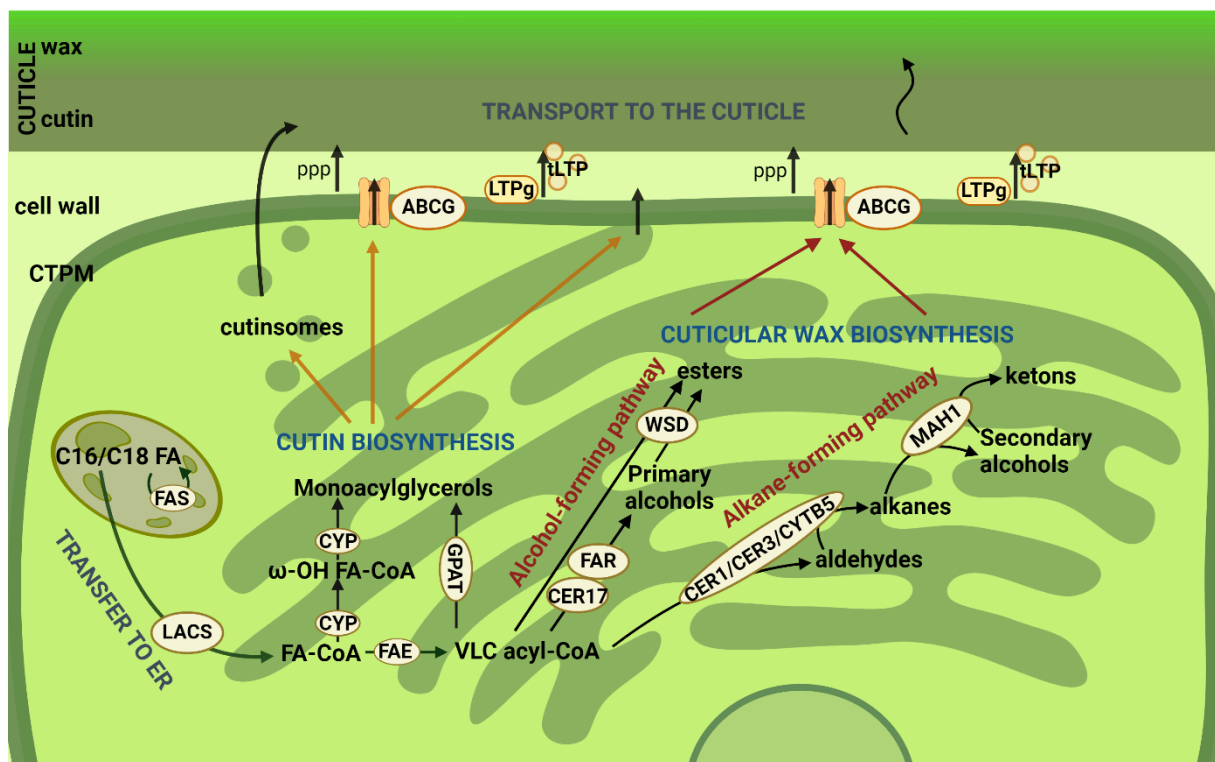 CUTICLE
wax
cutin
TRANSPORT TO THE CUTICLE
ppp
tLTP
LTPg
ABCG
ppp
tLTP
LTPg
ABCG
cell wall
CTPM
cutinsomes
CUTICULAR WAX BIOSYNTHESIS
CUTIN BIOSYNTHESIS
Alcohol-forming pathway
esters
WSD
Primary
alcohols
Alkane-forming pathway
ketons
MAH1
Secondary
alcohols
C16/C18 FA
FAS
Monoacylglycerols
CYP
ω-OH FA-CoA
GPAT
CYP
FAR
CER17
CER1/CER3/CYTB5
alkanes
aldehydes
TRANSFER TO ER
LACS
FA-CoA
FAE
VLC acyl-CoA